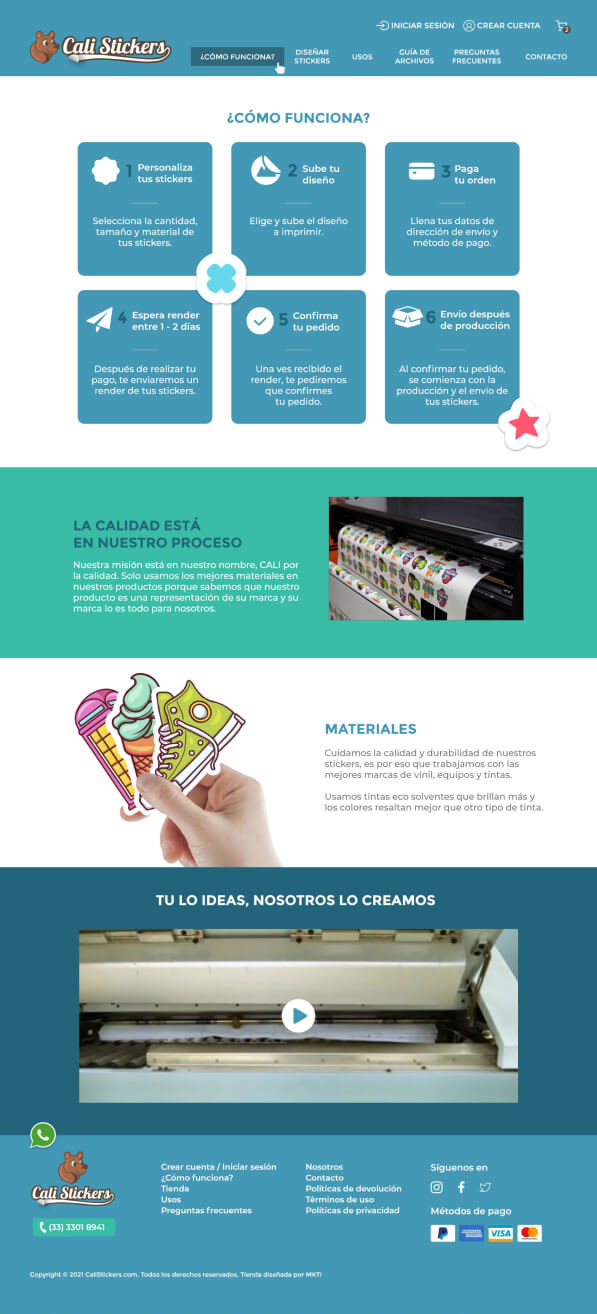 INICIAR SESIÓN
CREAR CUENTA
2
Cali Stickers
¿CÓMO FUNCIONA?
DISEÑAR
STICKERS
USOS
GUÍA DE
ARCHIVOS
PREGUNTAS
FRECUENTES
CONTACTO
¿CÓMO FUNCIONA?
1 Personaliza
tus stickers
Selecciona la cantidad,
tamaño y material de
tus stickers.
2 Sube tu
diseño
Elige y sube el diseño
a imprimir.
3 Paga
tu orden
Llena tus datos de
dirección de envío y
método de pago.
4 Espera render
entre 1 - 2 días
Después de realizar tu
pago, te enviaremos un
render de tus stickers.
5 Confirma
tu pedido
Una ves recibido el
render, te pediremos
que confirmes
tu pedido.
6 Envío después
de producción
Al confirmar tu pedido,
se comienza con la
producción y el envío de
tus stickers.
LA CALIDAD ESTÁ
EN NUESTRO PROCESO
Nuestra misión está en nuestro nombre, CALI por
la calidad. Solo usamos los mejores materiales en
nuestros productos porque sabemos que nuestro
producto es una representación de su marca y su
marca lo es todo para nosotros.
MATERIALES
Cuidamos la calidad y durabilidad de nuestros
stickers, es por eso que trabajamos con las
mejores marcas de vinil, equipos y tintas.
Usamos tintas eco solventes que brillan más y
los colores resaltan mejor que otro tipo de tinta.
TU LO IDEAS, NOSOTROS LO CREAMOS
Cali Stickers
(33) 3301 8941
Crear cuenta / Iniciar sesión
¿Cómo funciona?
Tienda
Usos
Preguntas frecuentes
Nosotros
Contacto
Políticas de devolución
Términos de uso
Políticas de privacidad
Síguenos en
Métodos de pago
AMERICAN EXPRESS
VISA
Copyright © 2021 CaliStickers.com. Todos los derechos reservados. Tienda diseñada por MKTi